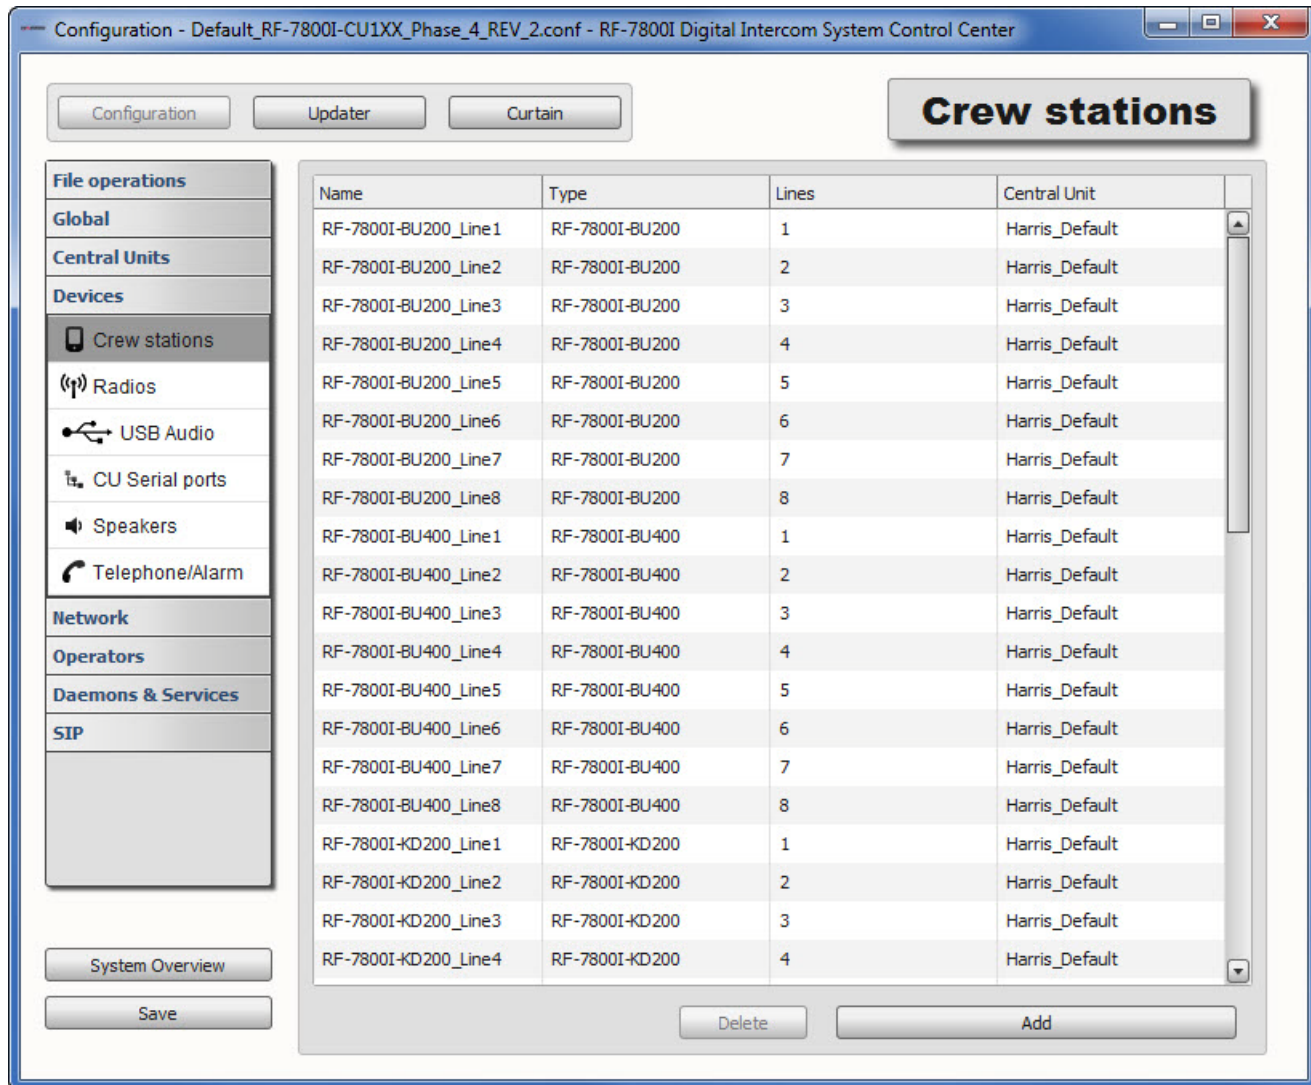 Configuration - Default_RF-7800I-CU1XX_Phase_4_REV_2.conf - RF-7800I Digital Intercom System Control Center
Configuration Updater Curtain
Crew stations
File operations
Global
Central Units
Devices
Crew stations
Radios
USB Audio
CU Serial ports
Speakers
Telephone/Alarm
Network
Operators
Daemons & Services
SIP
System Overview
Save
Name Type Lines Central Unit
RF-7800I-BU200_Line1 RF-7800I-BU200 1 Harris_Default
RF-7800I-BU200_Line2 RF-7800I-BU200 2 Harris_Default
RF-7800I-BU200_Line3 RF-7800I-BU200 3 Harris_Default
RF-7800I-BU200_Line4 RF-7800I-BU200 4 Harris_Default
RF-7800I-BU200_Line5 RF-7800I-BU200 5 Harris_Default
RF-7800I-BU200_Line6 RF-7800I-BU200 6 Harris_Default
RF-7800I-BU200_Line7 RF-7800I-BU200 7 Harris_Default
RF-7800I-BU200_Line8 RF-7800I-BU200 8 Harris_Default
RF-7800I-BU400_Line1 RF-7800I-BU400 1 Harris_Default
RF-7800I-BU400_Line2 RF-7800I-BU400 2 Harris_Default
RF-7800I-BU400_Line3 RF-7800I-BU400 3 Harris_Default
RF-7800I-BU400_Line4 RF-7800I-BU400 4 Harris_Default
RF-7800I-BU400_Line5 RF-7800I-BU400 5 Harris_Default
RF-7800I-BU400_Line6 RF-7800I-BU400 6 Harris_Default
RF-7800I-BU400_Line7 RF-7800I-BU400 7 Harris_Default
RF-7800I-BU400_Line8 RF-7800I-BU400 8 Harris_Default
RF-7800I-KD200_Line1 RF-7800I-KD200 1 Harris_Default
RF-7800I-KD200_Line2 RF-7800I-KD200 2 Harris_Default
RF-7800I-KD200_Line3 RF-7800I-KD200 3 Harris_Default
RF-7800I-KD200_Line4 RF-7800I-KD200 4 Harris_Default
Delete Add